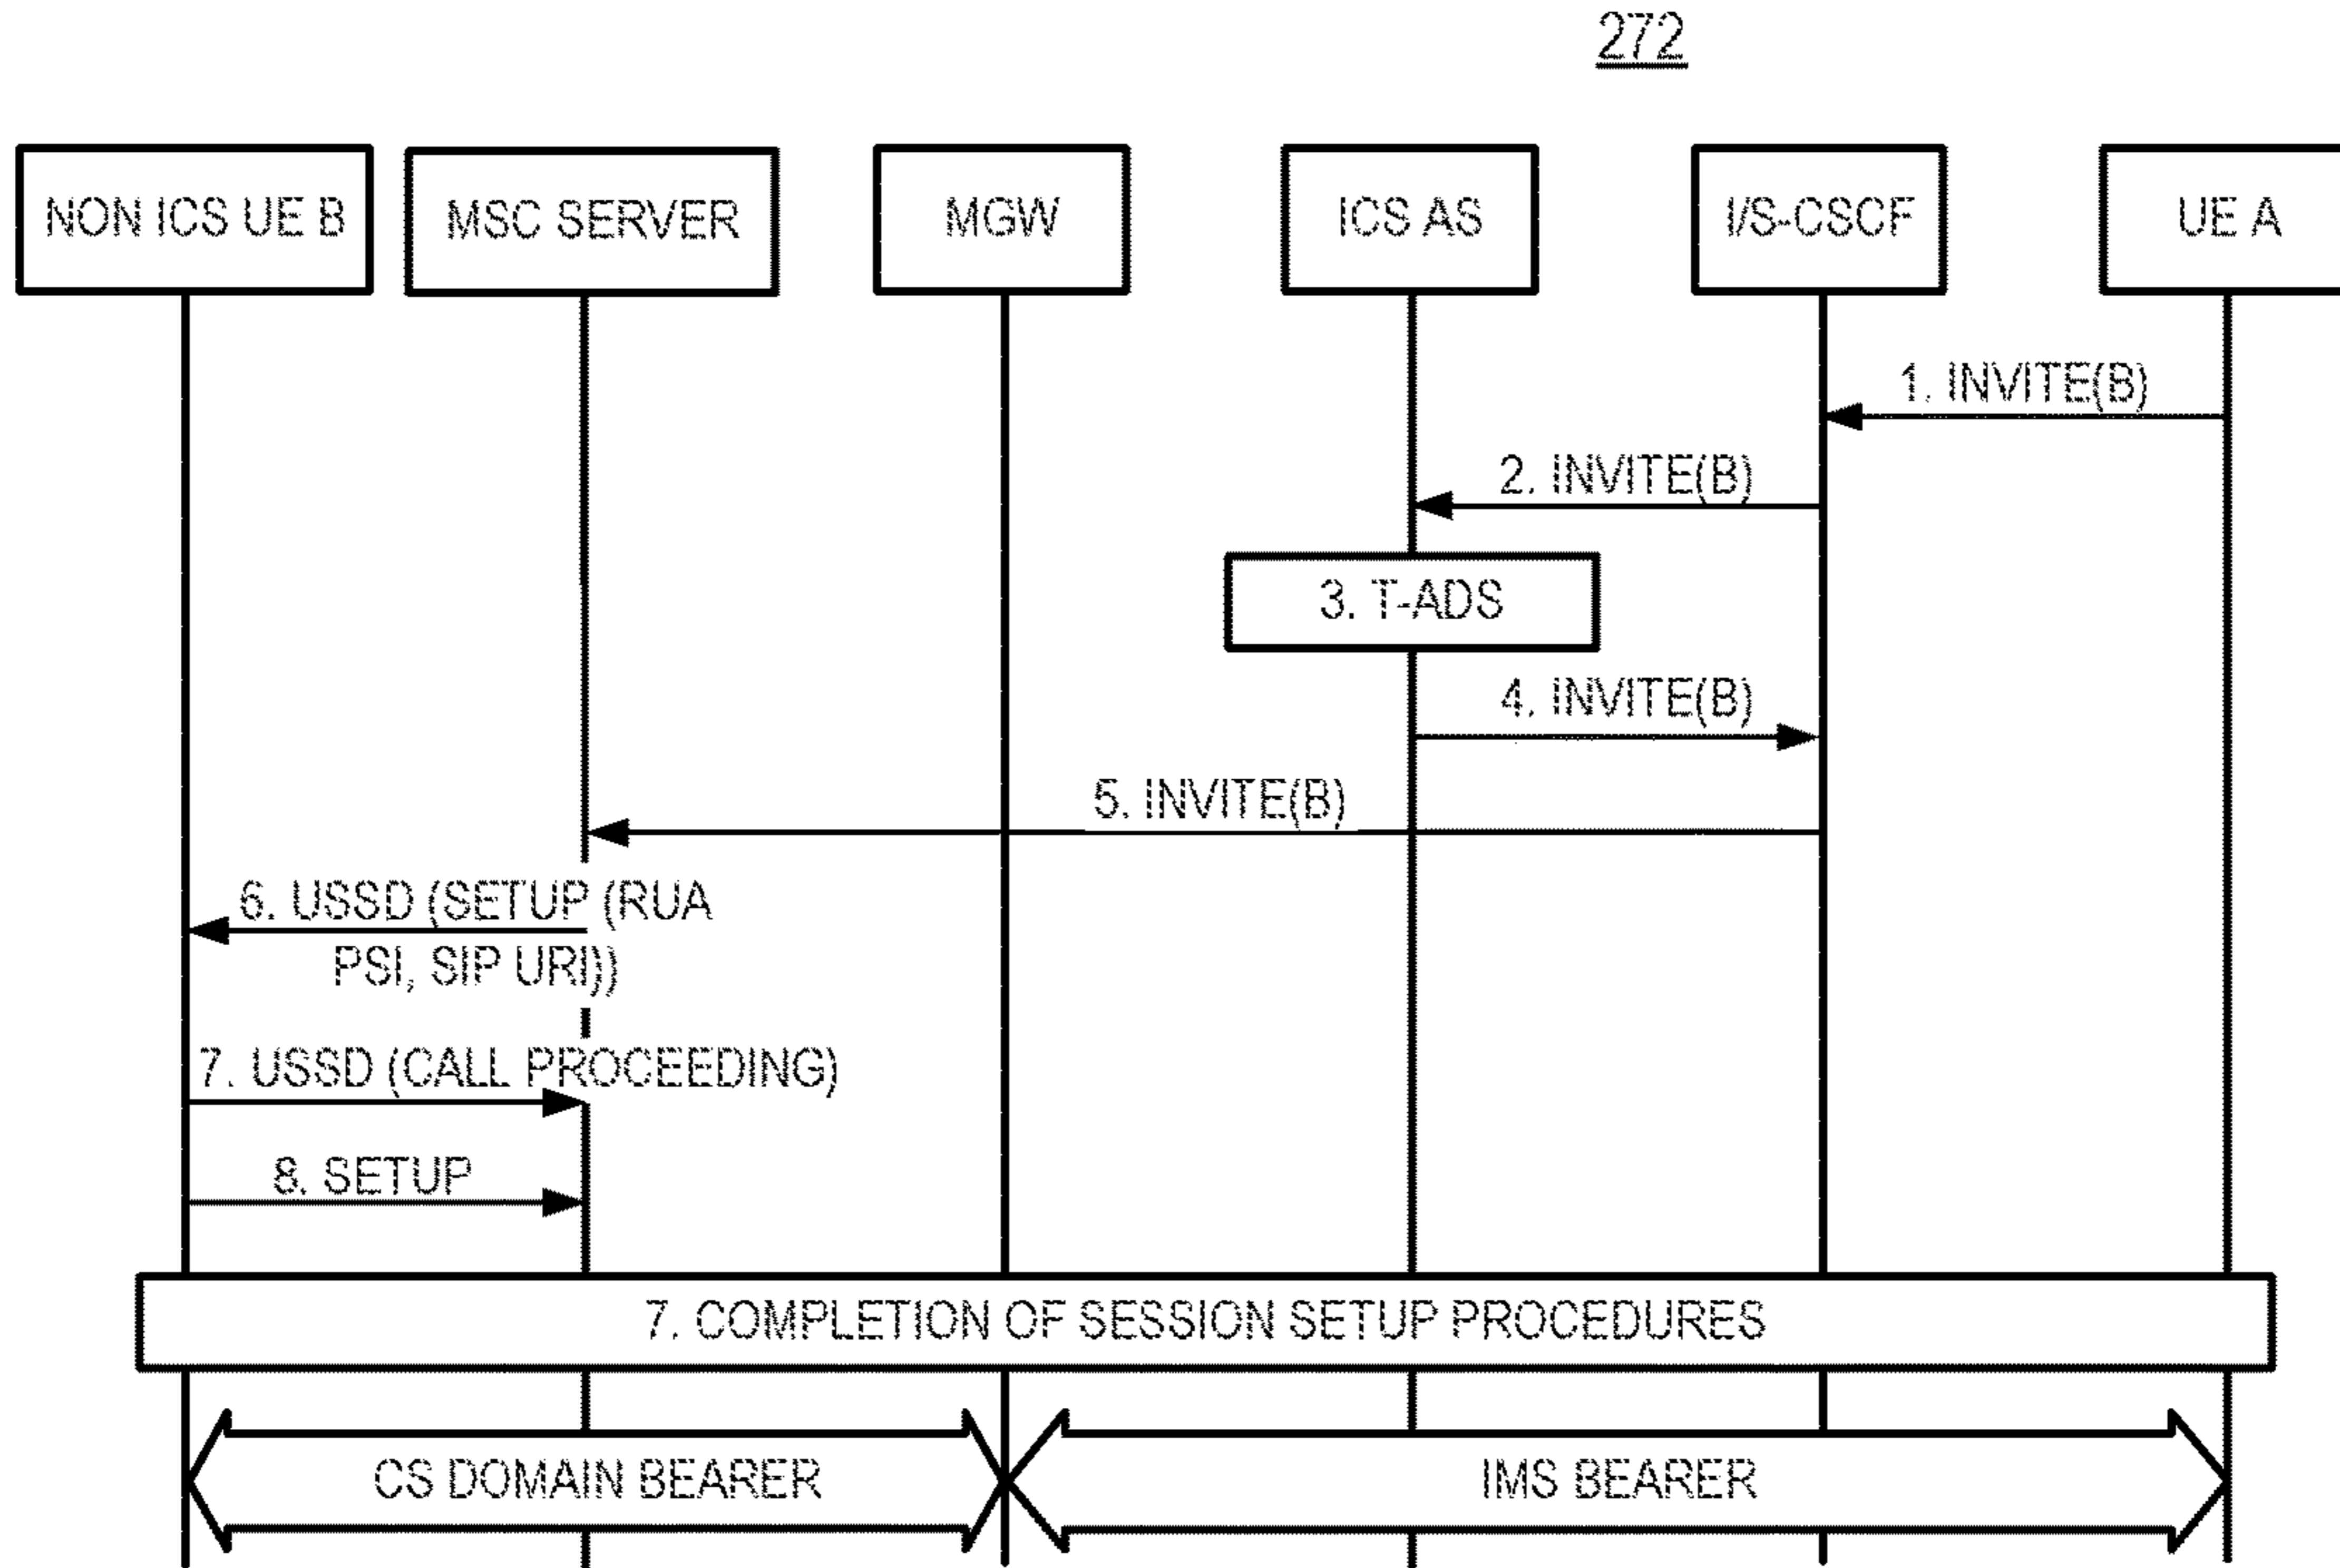 272
NON ICS UE B
MSC SERVER
MGW
ICS AS
I/S-CSCF
UE A
1. INVITE(B)
2. INVITE(B)
3. T-ADS
4. INVITE(B)
5. INVITE(B)
6. USSD (SETUP (RUA
PSI, SIP URI))
7. USSD (CALL PROCEEDING)
8. SETUP
7. COMPLETION OF SESSION SETUP PROCEDURES
CS DOMAIN BEARER
IMS BEARER